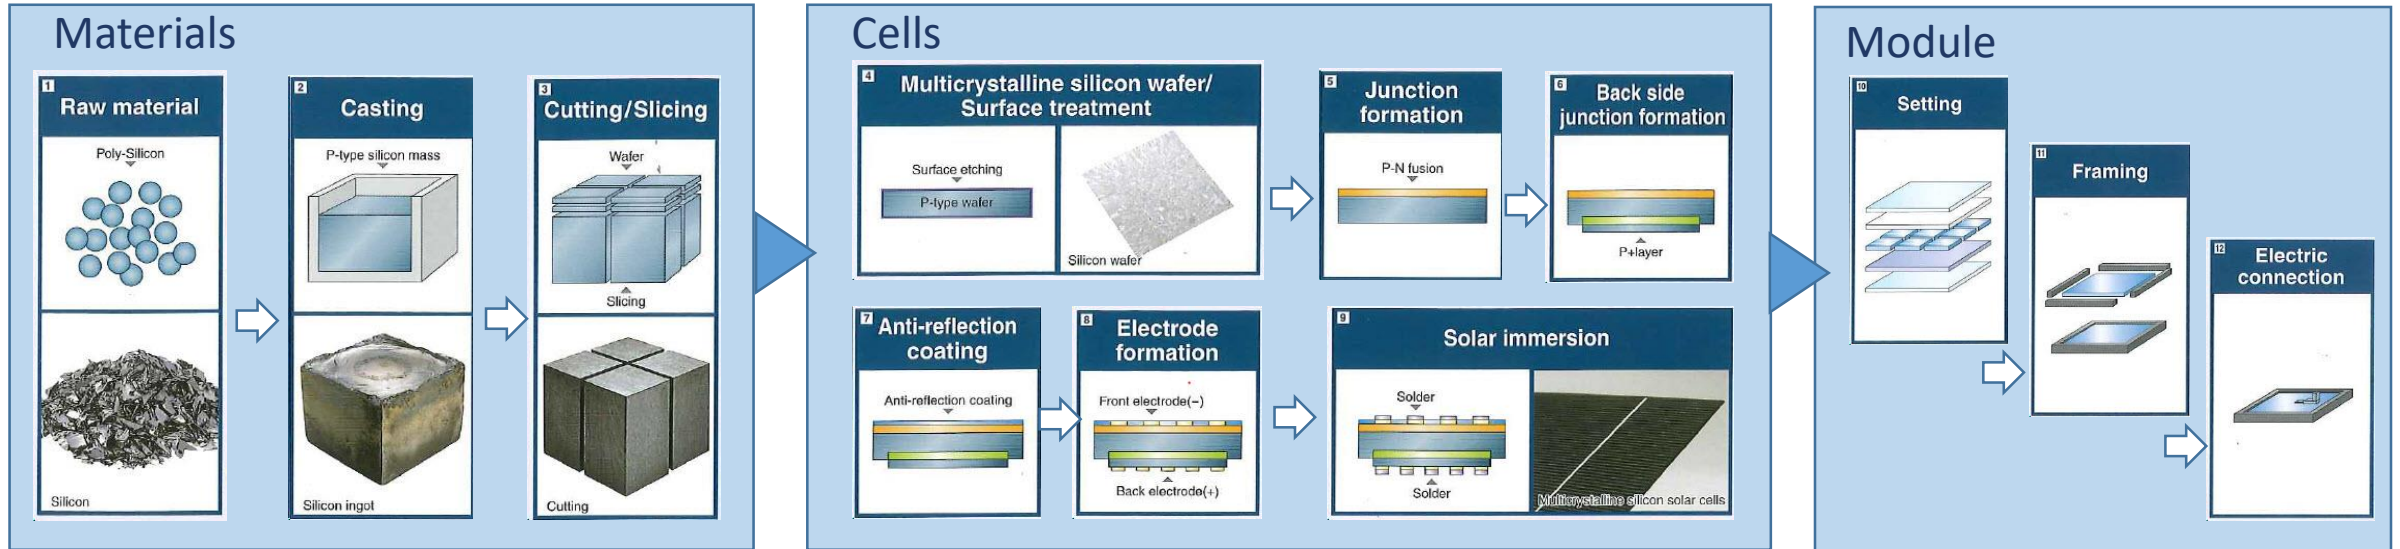 Materials
1
Raw material
Poly-Silicon
Silicon
2
Casting
P-type silicon mass
Silicon ingot
3
Cutting/Slicing
Wafer
Slicing
Cutting
Cells
4
Multicrystalline silicon wafer/
Surface treatment
Surface etching
P-type wafer
Silicon wafer
5
Junction
formation
P-N fusion
6
Back side
junction formation
P+layer
7
Anti-reflection
coating
Anti-reflection coating
8
Electrode
formation
Front electrode(−)
Back electrode(+)
9
Solar immersion
Solder
Solder
Multicrystalline silicon solar cells
Module
10
Setting
11
Framing
12
Electric
connection